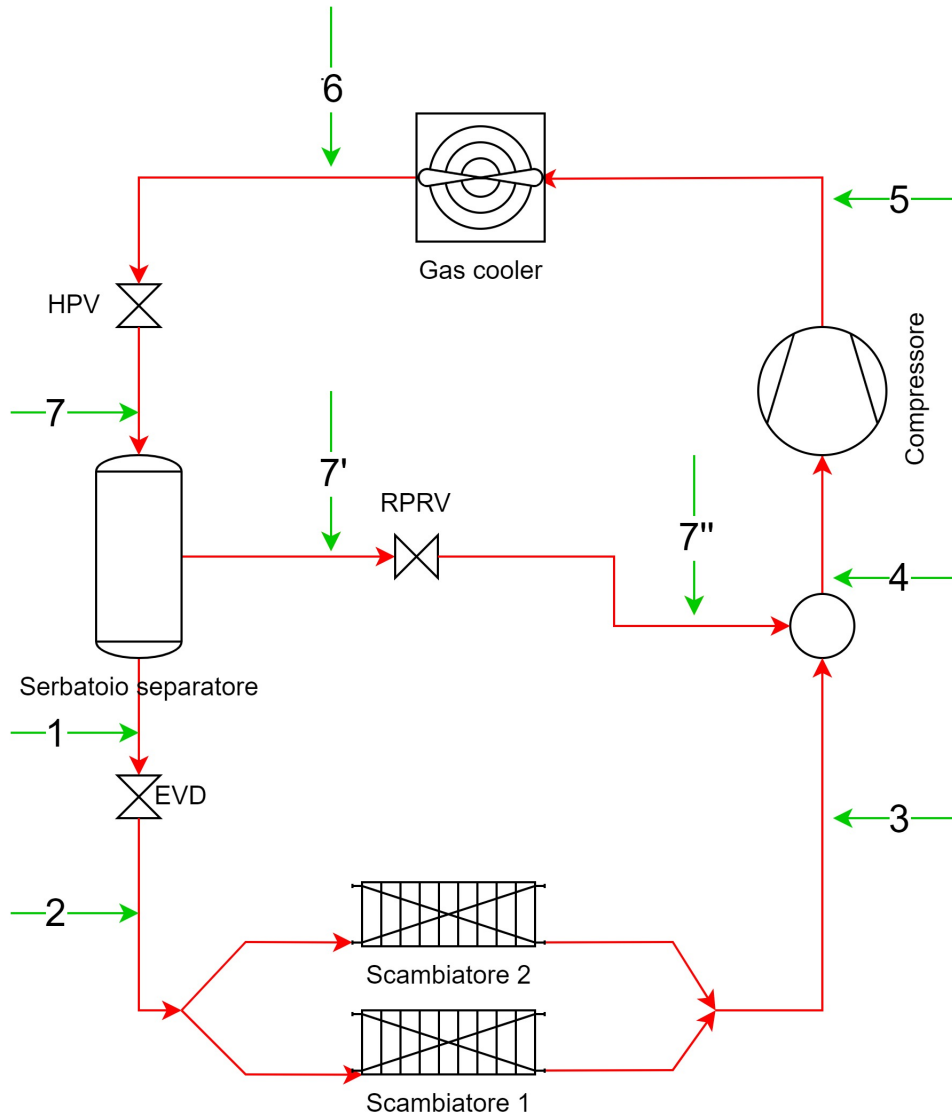 6
5
Gas cooler
HPV
Compressore
7
7'
RPRV
7"
4
Serbatoio separatore
1
EVD
3
2
Scambiatore 2
Scambiatore 1